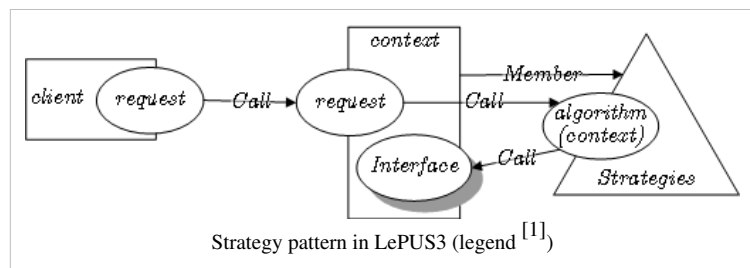 context
client
request
Call
request
Member
Call
algorithm
(context)
Interface
Call
Strategies
Strategy pattern in LePUS3 (legend [1])